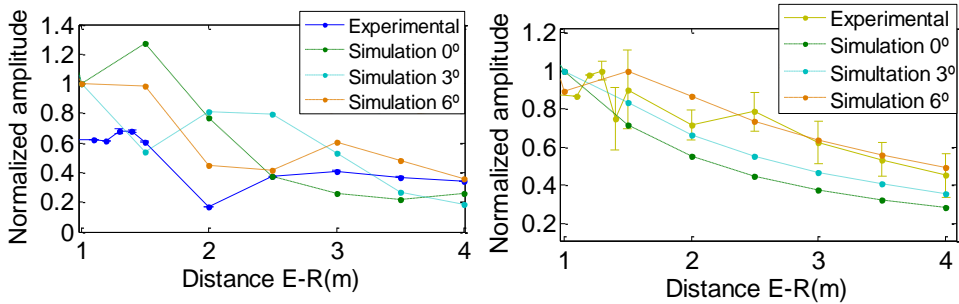 Normalized amplitude
1.4
1.2
1
0.8
0.6
0.4
0.2
0
1
2
3
4
Distance E-R(m)
Experimental
Simulation 0º
Simulation 3º
Simulation 6º
Normalized amplitude
1.2
1
0.8
0.6
0.4
0.2
1
2
3
4
Distance E-R(m)
Experimental
Simulation 0º
Simultation 3º
Simulation 6º